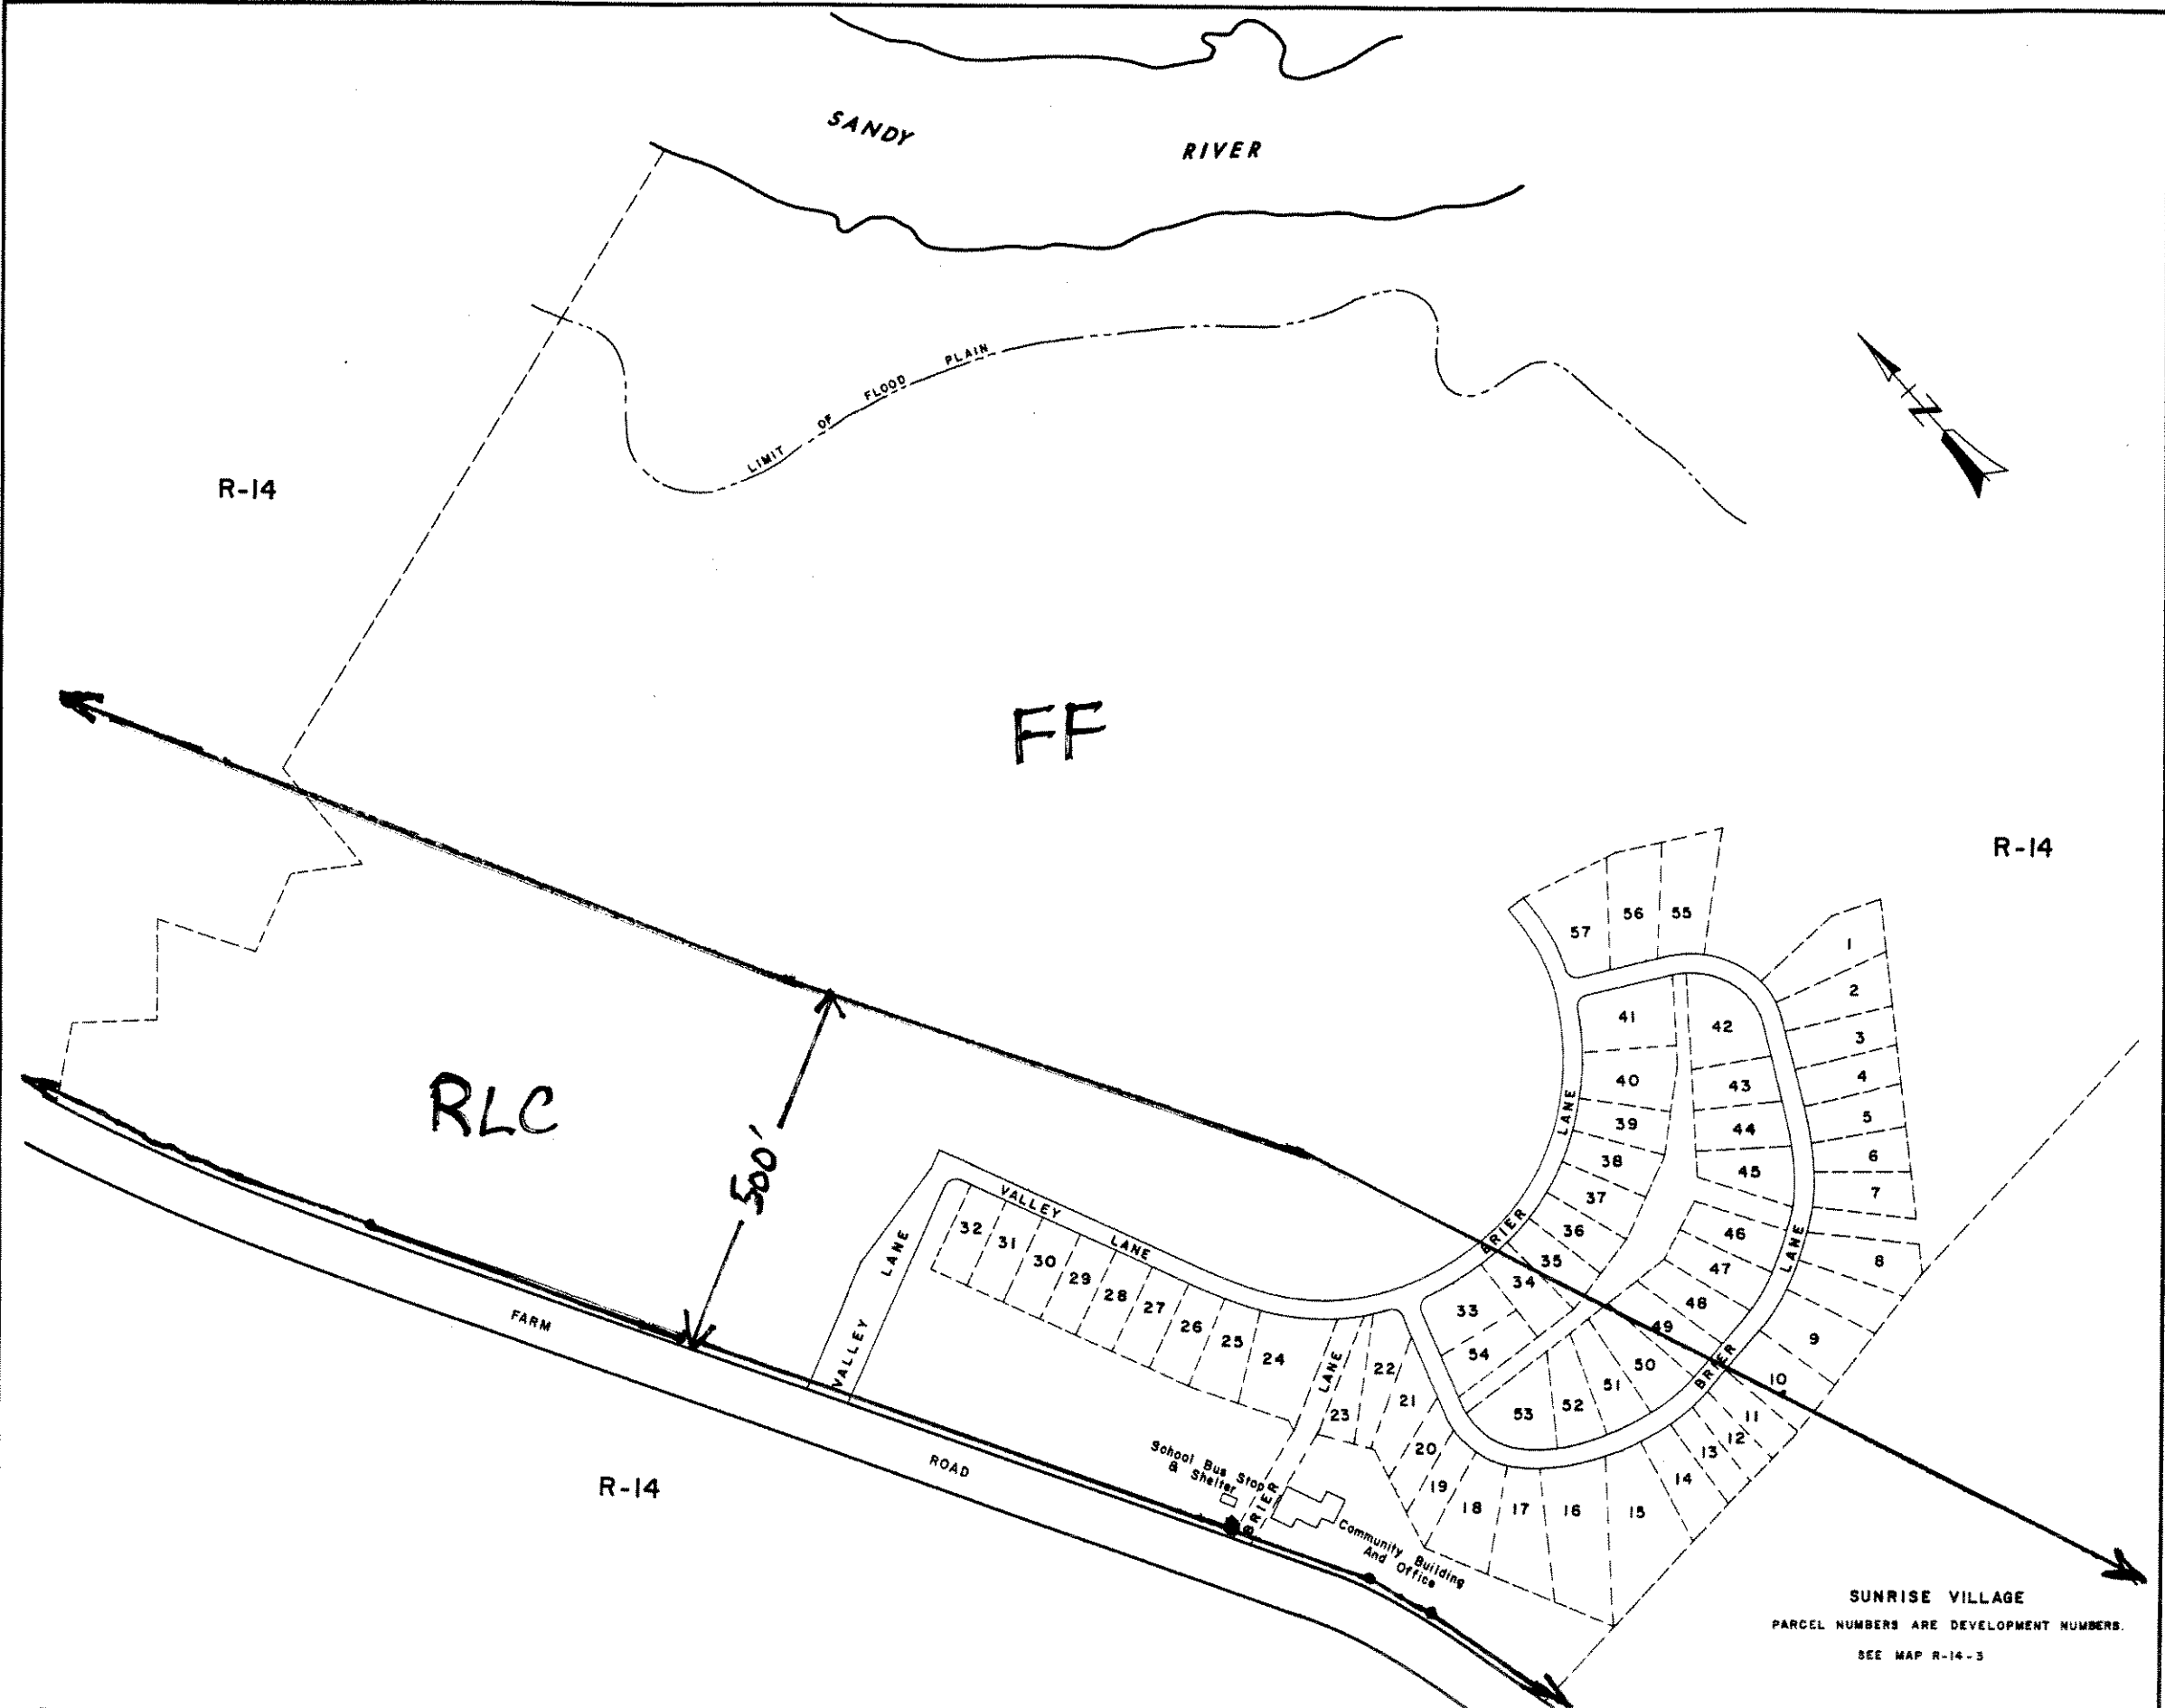 SANDY
RIVER
LIMIT OF FLOOD PLAIN
N
R-14
FF
R-14
RLC
500'
57
56
55
1
2
3
4
5
6
7
8
9
10
11
12
13
14
15
16
17
18
19
20
21
22
23
24
25
26
27
28
29
30
31
32
33
34
35
36
37
38
39
40
41
42
43
44
45
46
47
48
49
50
51
52
53
54
VALLEY LANE
VALLEY LANE
BRIER LANE
BRIER LANE
BRIER LANE
FARM ROAD
School Bus Stop
& Shelter
Community Building
And Office
R-14
SUNRISE VILLAGE
PARCEL NUMBERS ARE DEVELOPMENT NUMBERS.
SEE MAP R-14-3